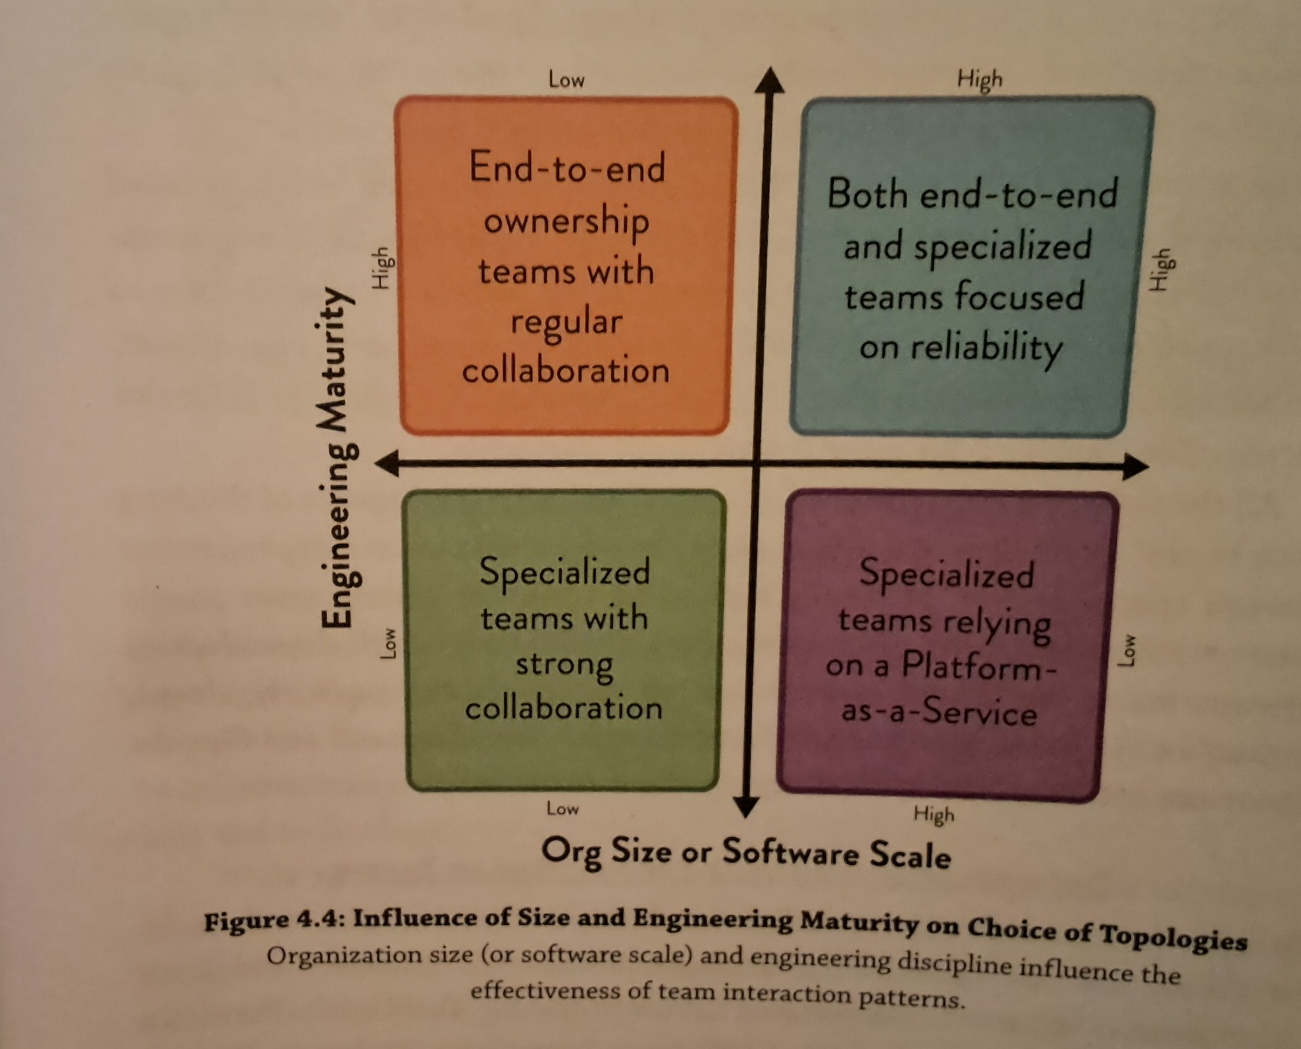 Low
High
End-to-end
ownership
teams with
regular
collaboration
Both end-to-end
and specialized
teams focused
on reliability
High
High
Engineering Maturity
Specialized
teams with
strong
collaboration
Specialized
teams relying
on a Platform-
as-a-Service
Low
Low
Low
High
Org Size or Software Scale
Figure 4.4: Influence of Size and Engineering Maturity on Choice of Topologies
Organization size (or software scale) and engineering discipline influence the
effectiveness of team interaction patterns.